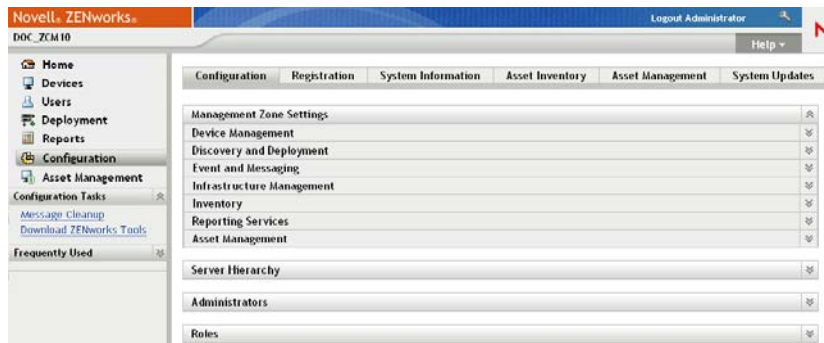 Novell® ZENworks®
Logout Administrator
DOC_ZCM10
Help
Home
Devices
Users
Deployment
Reports
Configuration
Asset Management
Configuration Tasks
Message Cleanup
Download ZENworks Tools
Frequently Used
Configuration Registration System Information Asset Inventory Asset Management System Updates
Management Zone Settings
Device Management
Discovery and Deployment
Event and Messaging
Infrastructure Management
Inventory
Reporting Services
Asset Management
Server Hierarchy
Administrators
Roles